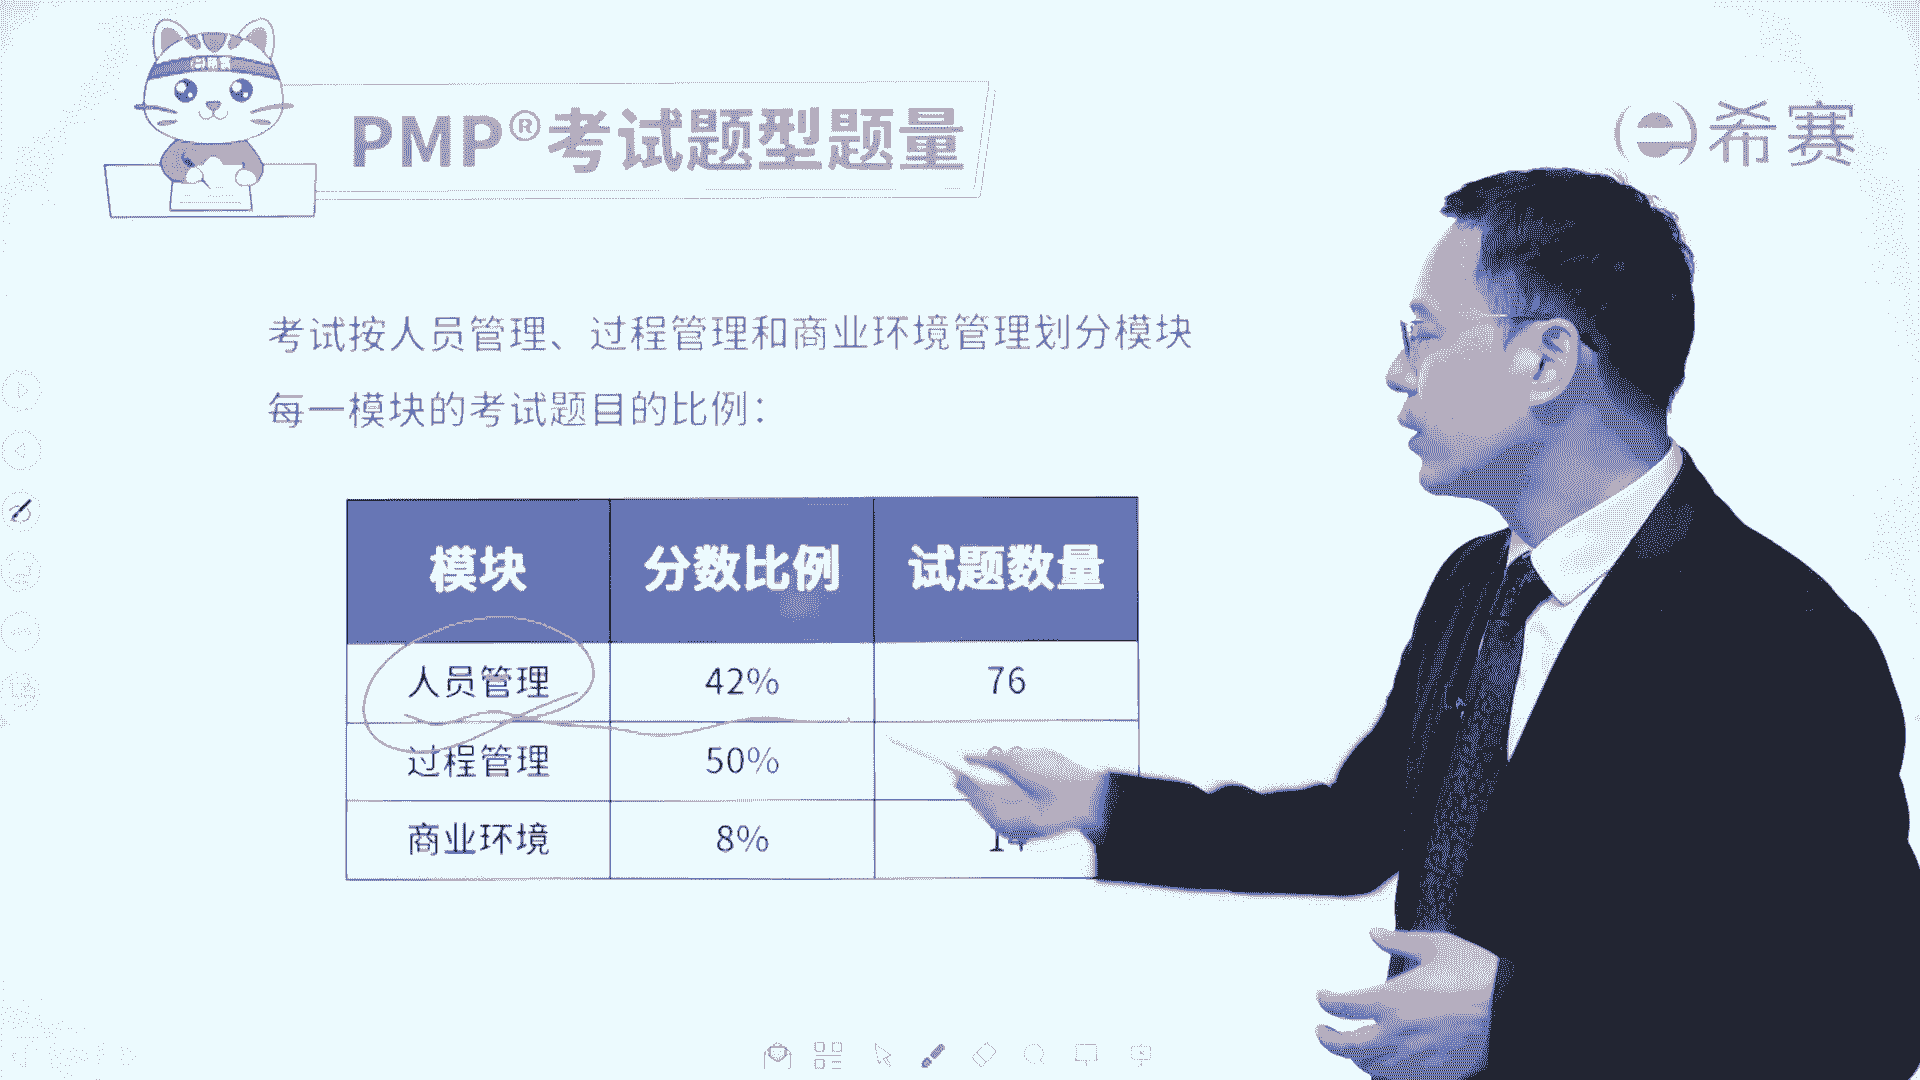 PMP®考试题型题量
希赛
考试按人员管理、过程管理和商业环境管理划分模块
每一模块的考试题目的比例：
模块 分数比例 试题数量
人员管理 42% 76
过程管理 50%
商业环境 8%